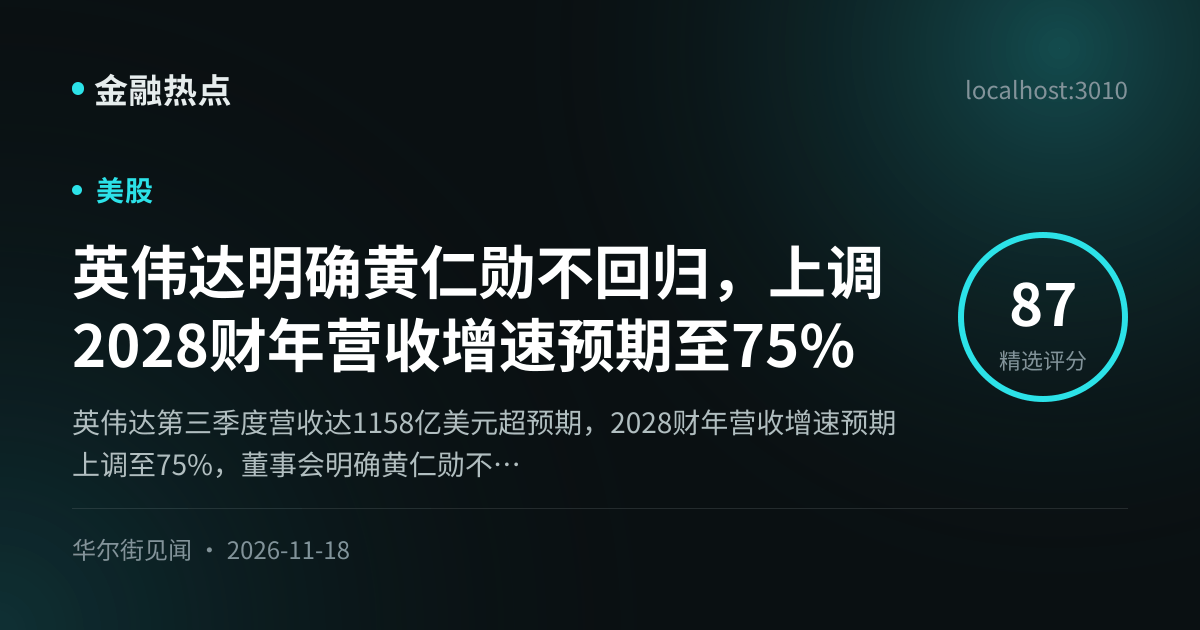 金融热点
localhost:3010
美股
英伟达明确黄仁勋不回归，上调
2028财年营收增速预期至75%
87
精选评分
英伟达第三季度营收达1158亿美元超预期，2028财年营收增速预期
上调至75%，董事会明确黄仁勋不…
华尔街见闻 · 2026-11-18